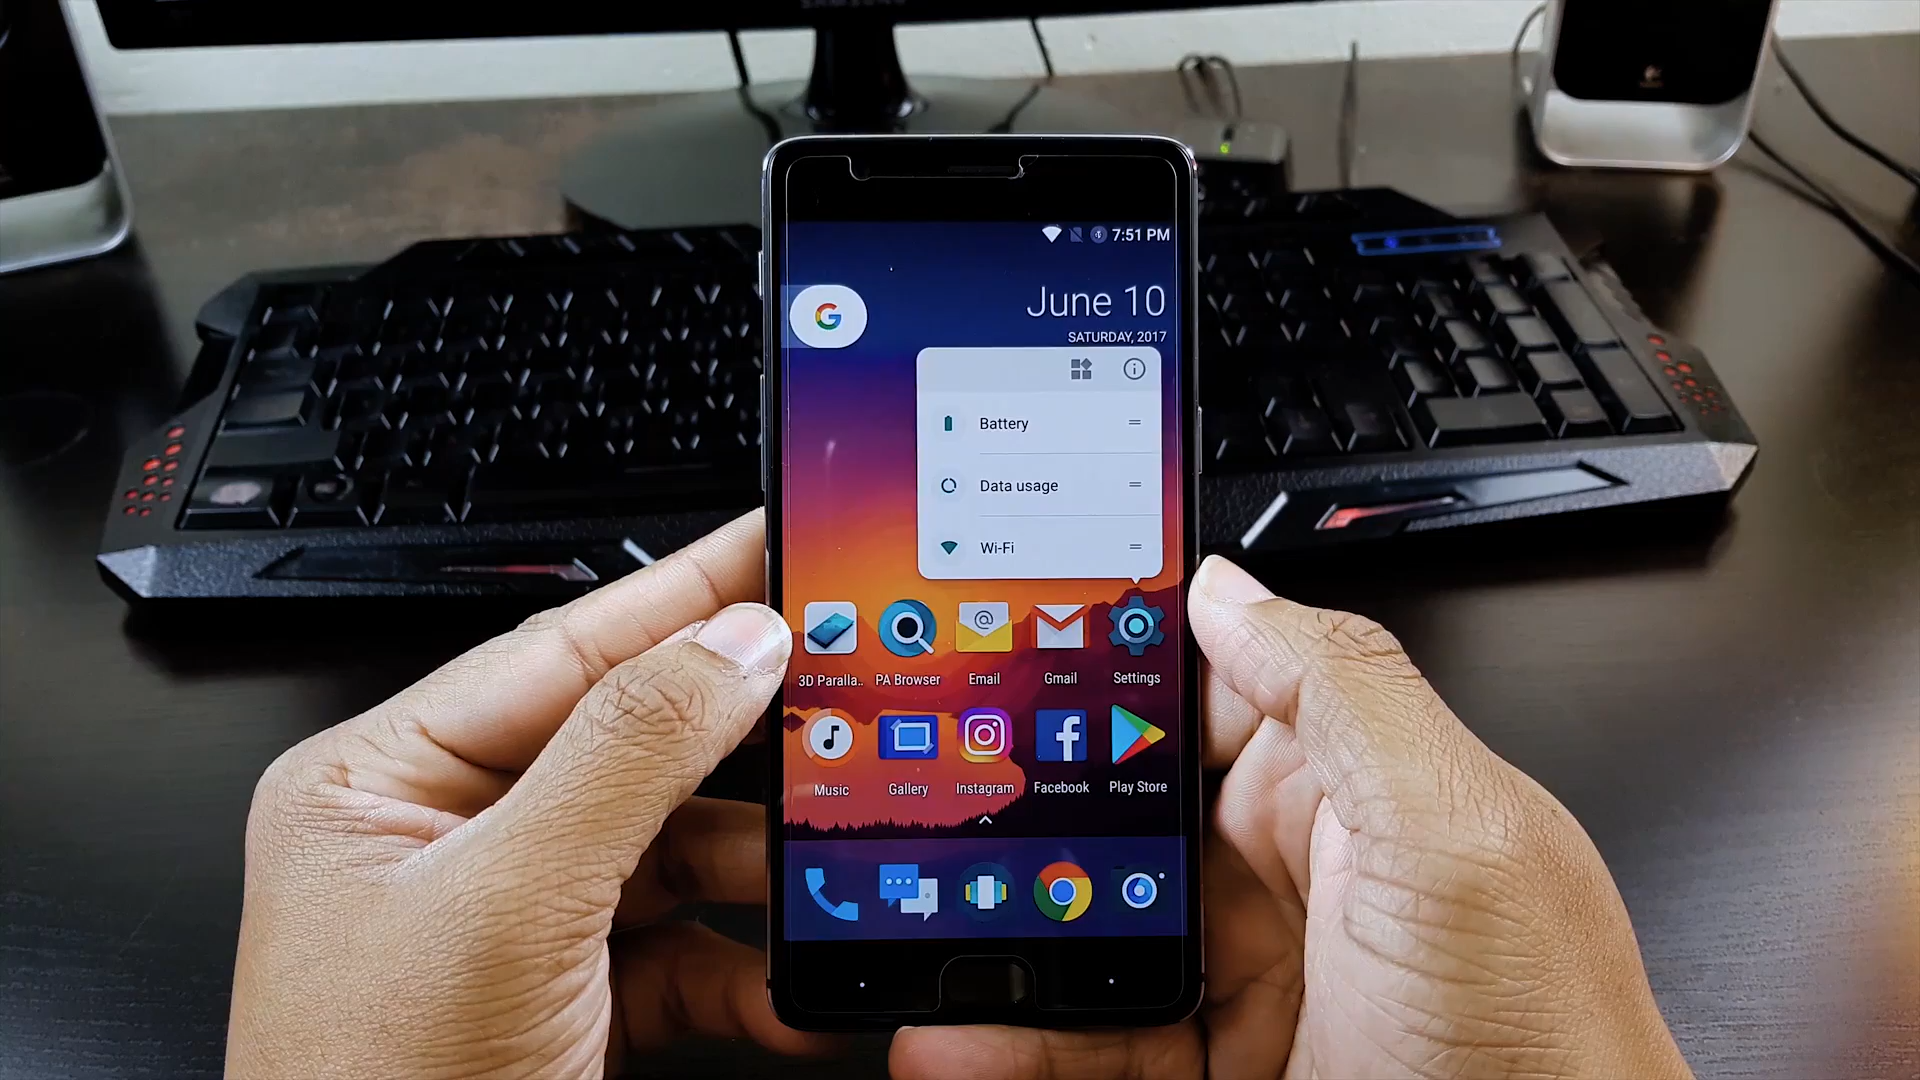 SAMSUNG
7:51 PM
G
June 10
SATURDAY, 2017
Battery
Data usage
Wi-Fi
3D Paralla..
PA Browser
Email
Gmail
Settings
Music
Gallery
Instagram
Facebook
Play Store